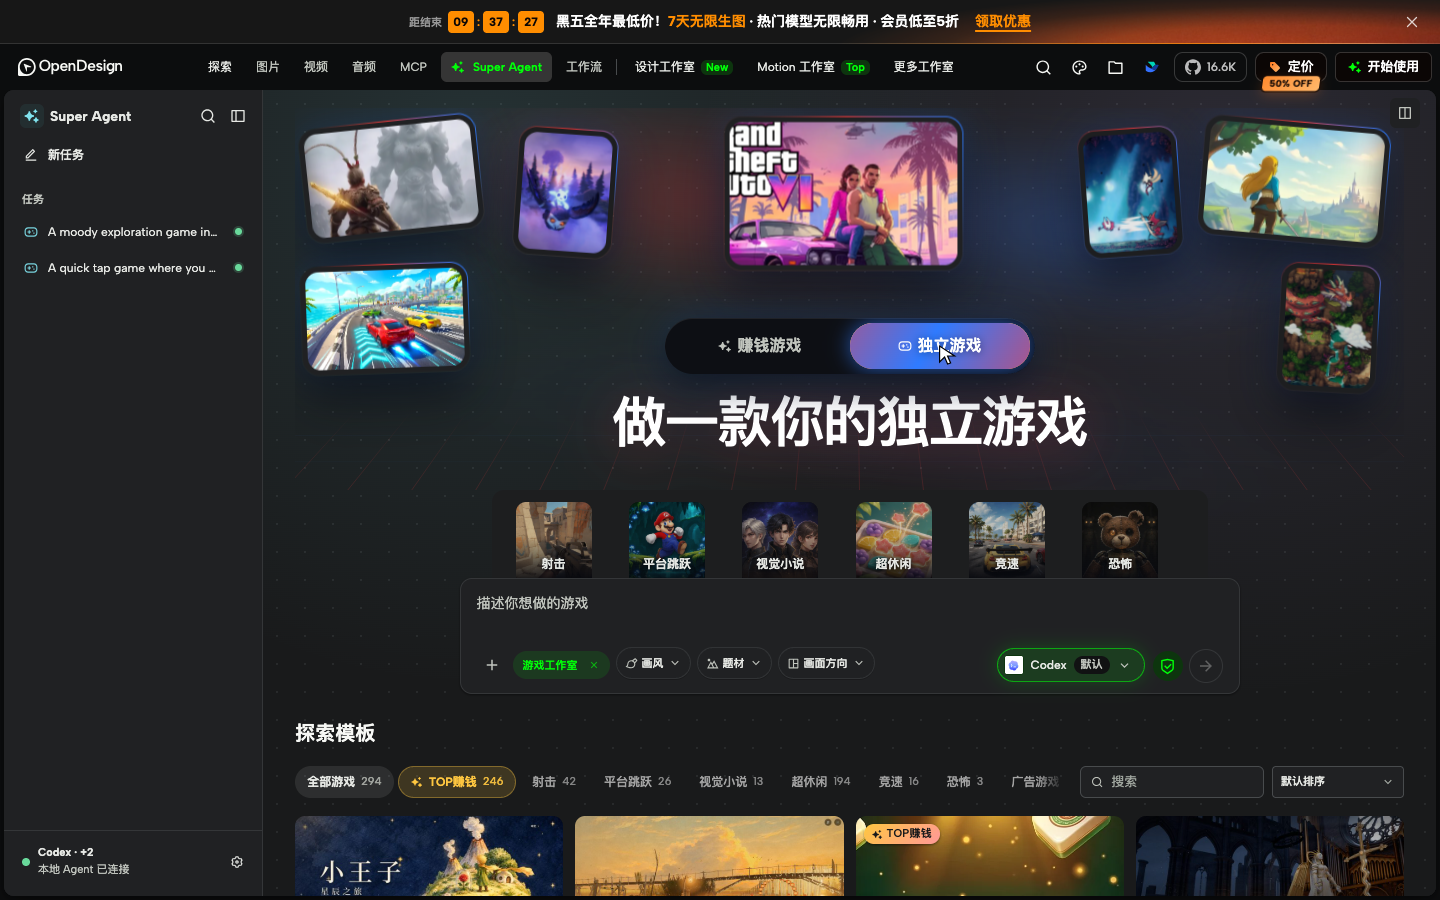 距结束 09 : 37 : 27 黑五全年最低价！7天无限生图 · 热门模型无限畅用 · 会员低至5折 领取优惠
OpenDesign 探索 图片 视频 音频 MCP Super Agent 工作流 设计工作室 New Motion 工作室 Top 更多工作室 16.6K 定价 开始使用
50% OFF
Super Agent
新任务
任务
A moody exploration game in...
A quick tap game where you ...
and
heft
uto VI
赚钱游戏 独立游戏
做一款你的独立游戏
射击 平台跳跃 视觉小说 超休闲 竞速 恐怖
描述你想做的游戏
游戏工作室 × 画风 题材 画面方向 Codex 默认
探索模板
全部游戏 294 TOP赚钱 246 射击 42 平台跳跃 26 视觉小说 13 超休闲 194 竞速 16 恐怖 3 广告游戏 搜索 默认排序
TOP赚钱
小王子
星辰之旅
Codex · +2
本地 Agent 已连接